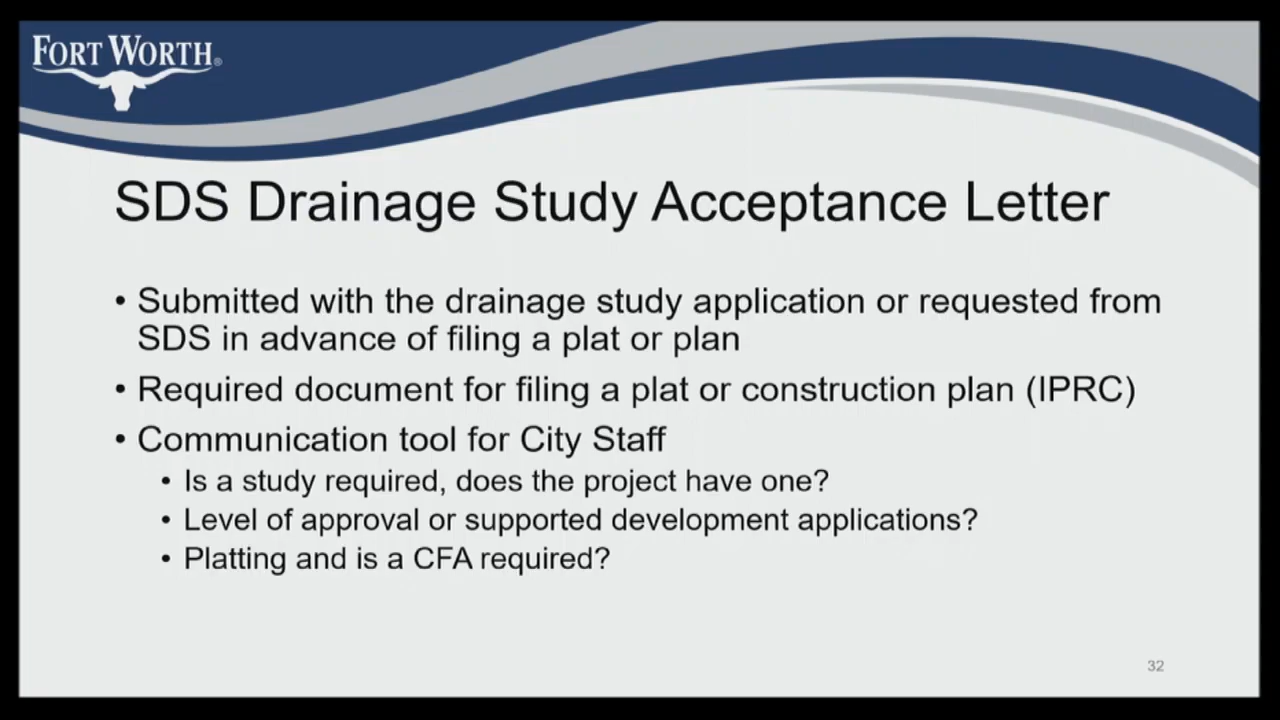 FORT WORTH®
SDS Drainage Study Acceptance Letter
• Submitted with the drainage study application or requested from
SDS in advance of filing a plat or plan
• Required document for filing a plat or construction plan (IPRC)
• Communication tool for City Staff
• Is a study required, does the project have one?
• Level of approval or supported development applications?
• Platting and is a CFA required?
32